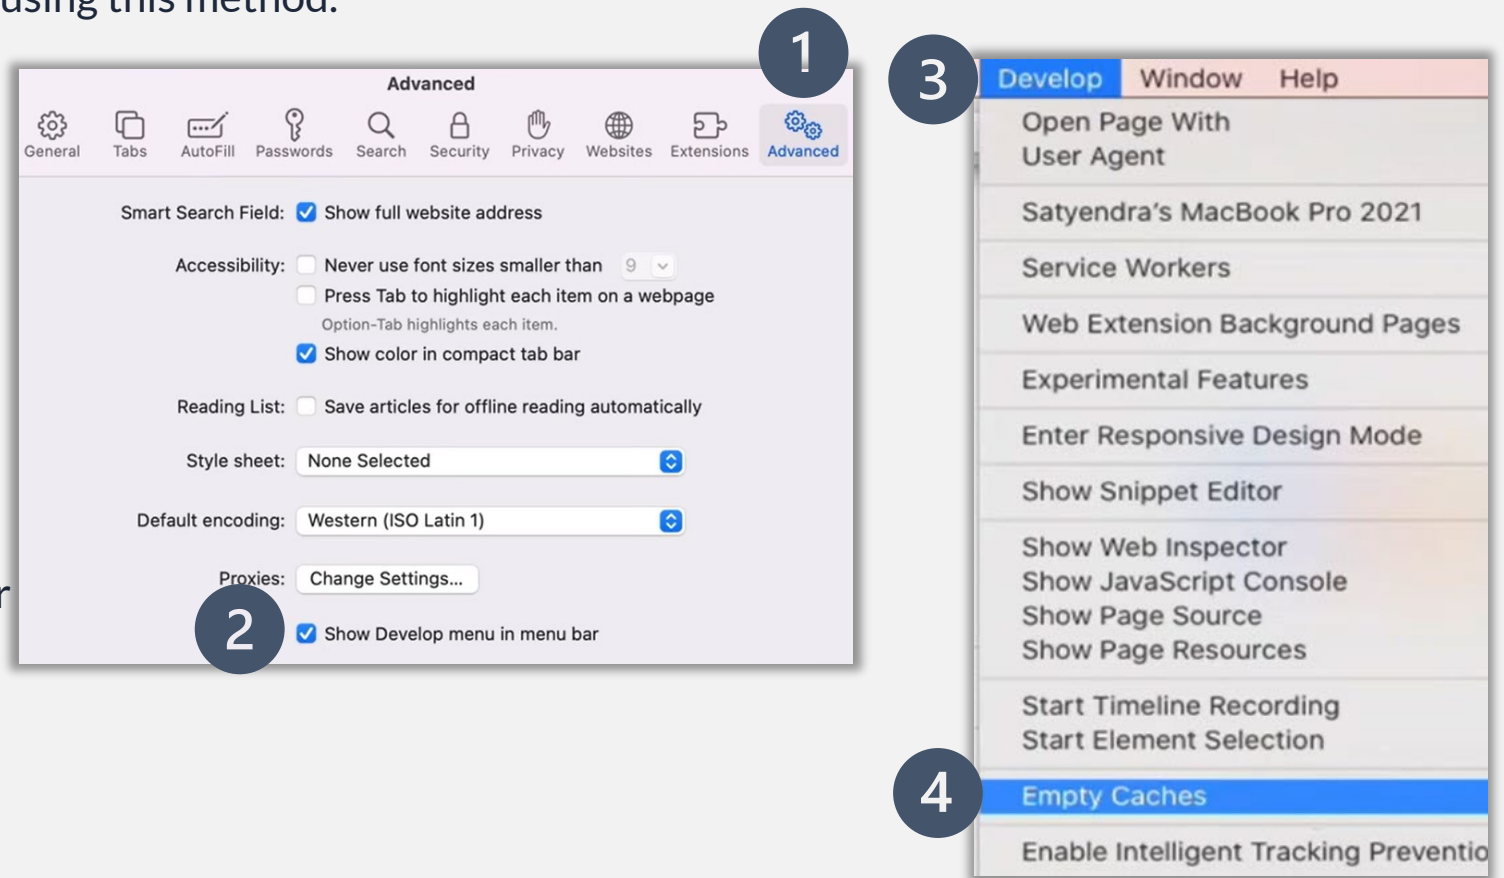 using this method.
1
Advanced
General Tabs AutoFill Passwords Search Security Privacy Websites Extensions Advanced
Smart Search Field: Show full website address
Accessibility: Never use font sizes smaller than 9
Press Tab to highlight each item on a webpage
Option-Tab highlights each item.
Show color in compact tab bar
Reading List: Save articles for offline reading automatically
Style sheet: None Selected
Default encoding: Western (ISO Latin 1)
Proxies: Change Settings...
r
2 Show Develop menu in menu bar
3 Develop Window Help
Open Page With
User Agent
Satyendra's MacBook Pro 2021
Service Workers
Web Extension Background Pages
Experimental Features
Enter Responsive Design Mode
Show Snippet Editor
Show Web Inspector
Show JavaScript Console
Show Page Source
Show Page Resources
Start Timeline Recording
Start Element Selection
4 Empty Caches
Enable Intelligent Tracking Preventio